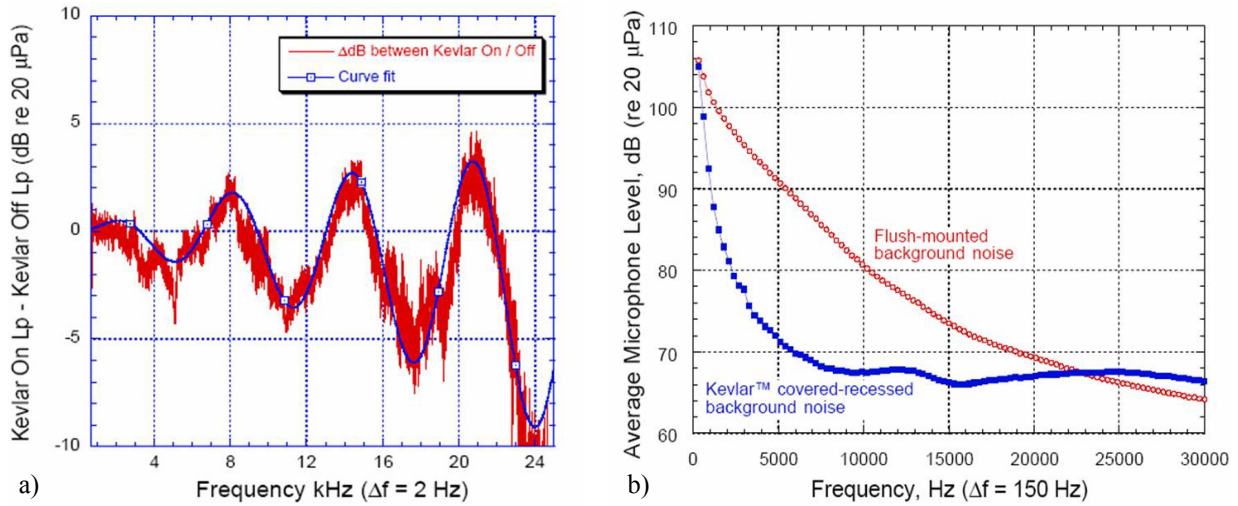 10
5
0
-5
-10
Kevlar On Lp - Kevlar Off Lp (dB re 20 μPa)
ΔdB between Kevlar On / Off
Curve fit
4 8 12 16 20 24
Frequency kHz (Δf = 2 Hz)
a)
110
100
90
80
70
60
Average Microphone Level, dB (re 20 μPa)
Flush-mounted
background noise
Kevlar™ covered-recessed
background noise
0 5000 10000 15000 20000 25000 30000
Frequency, Hz (Δf = 150 Hz)
b)